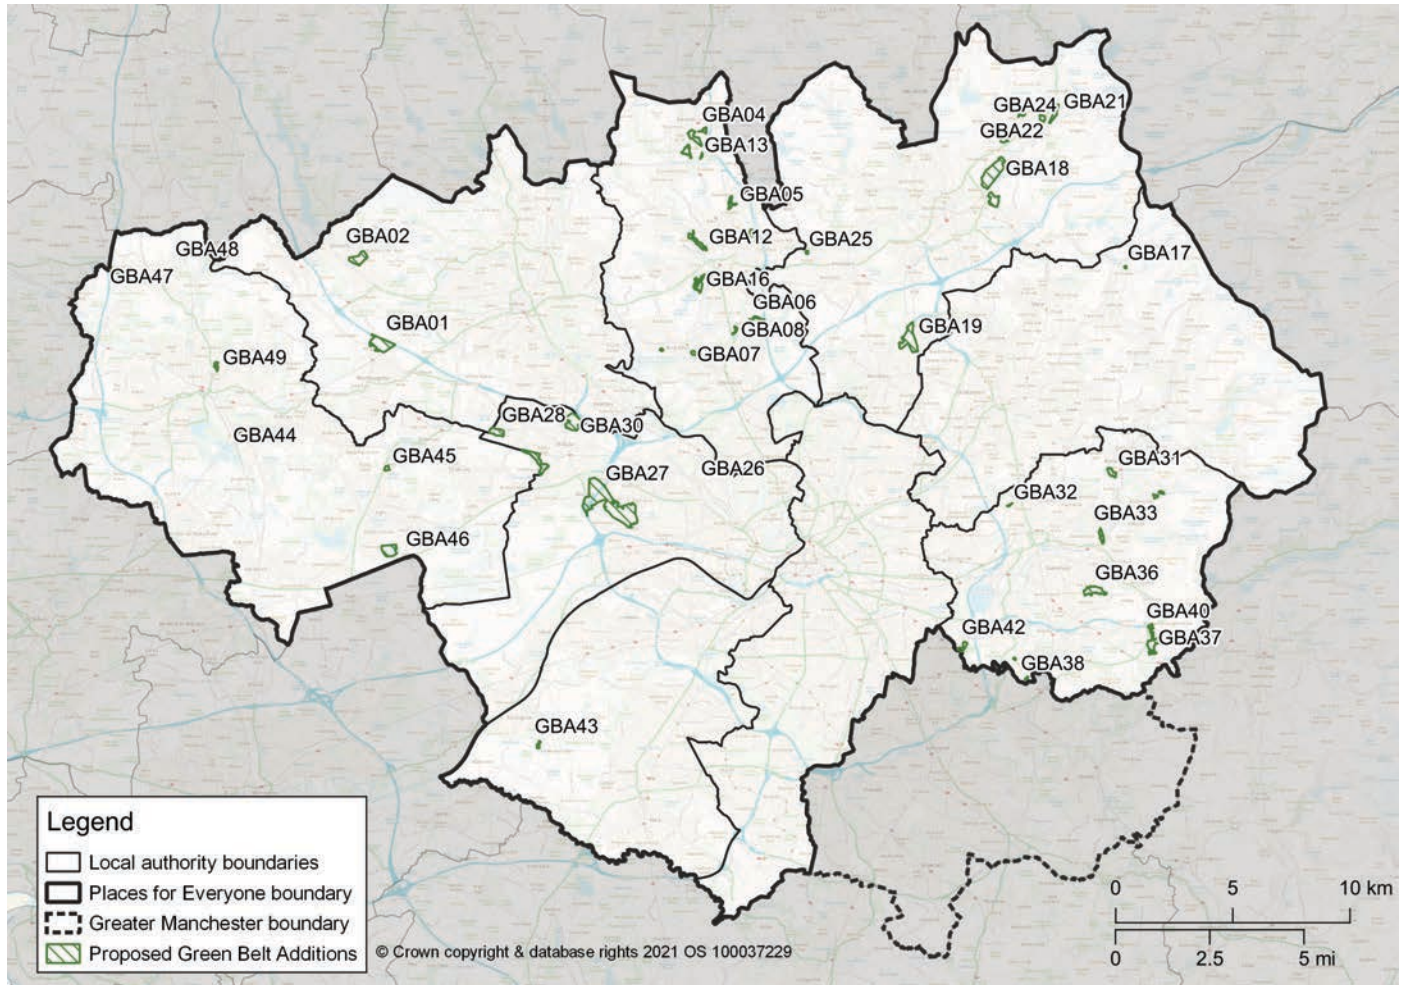 GBA24
GBA21
GBA04
GBA22
GBA13
GBA18
GBA05
GBA02
GBA12
GBA25
GBA48
GBA17
GBA47
GBA16
GBA06
GBA01
GBA08
GBA19
GBA49
GBA07
GBA28
GBA30
GBA44
GBA45
GBA31
GBA27
GBA26
GBA32
GBA33
GBA46
GBA36
GBA40
GBA42
GBA37
GBA38
GBA43
Legend
Local authority boundaries
Places for Everyone boundary
Greater Manchester boundary
Proposed Green Belt Additions
© Crown copyright & database rights 2021 OS 100037229
0 5 10 km
0 2.5 5 mi